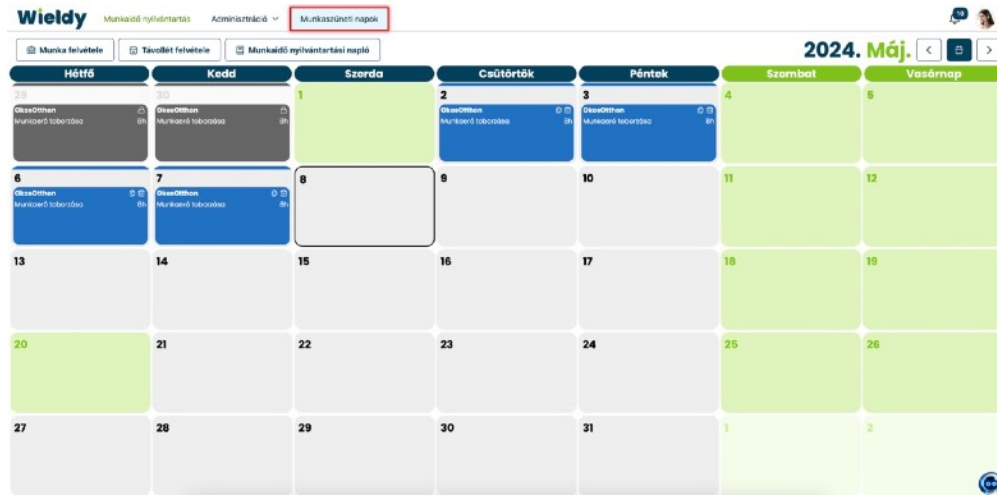 Wieldy Munkaidő nyilvántartás Adminisztráció Munkaszüneti napok 10
Munka felvétele Távollét felvétele Munkaidő nyilvántartási napló 2024. Máj.
Hétfő Kedd Szerda Csütörtök Péntek Szombat Vasárnap
29 30 1 2 3 4 5
OkosOtthon OkosOtthon OkosOtthon OkosOtthon
Munkaerő toborzása 8h Munkaerő toborzása 8h Munkaerő toborzása 8h Munkaerő toborzása 8h
6 7 8 9 10 11 12
OkosOtthon OkosOtthon
Munkaerő toborzása 8h Munkaerő toborzása 8h
13 14 15 16 17 18 19
20 21 22 23 24 25 26
27 28 29 30 31 1 2